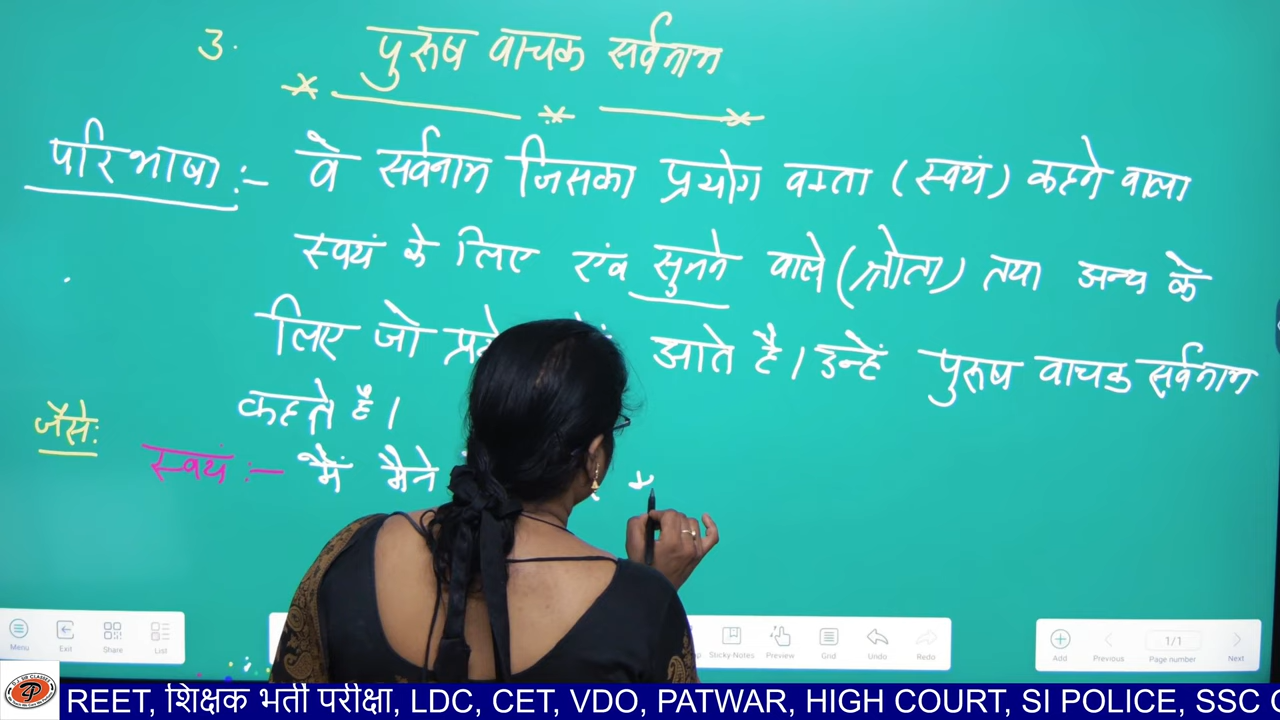 3. पुरूष वाचक सर्वनाम
परिभाषा :- वे सर्वनाम जिसका प्रयोग वक्ता (स्वयं) कहने वाला
स्वयं के लिए एंव सुनने वाले (श्रोता) तथा अन्य के
लिए जो आते है। उन्हें पुरूष वाचक सर्वनाम
कहते है।
जैसे:
स्वयं :- मैं मैने
Menu Exit Share List Sticky Notes Preview Grid Undo Redo Add Previous 1/1 Page number Next
REET, शिक्षक भर्ती परीक्षा, LDC, CET, VDO, PATWAR, HIGH COURT, SI POLICE, SSC